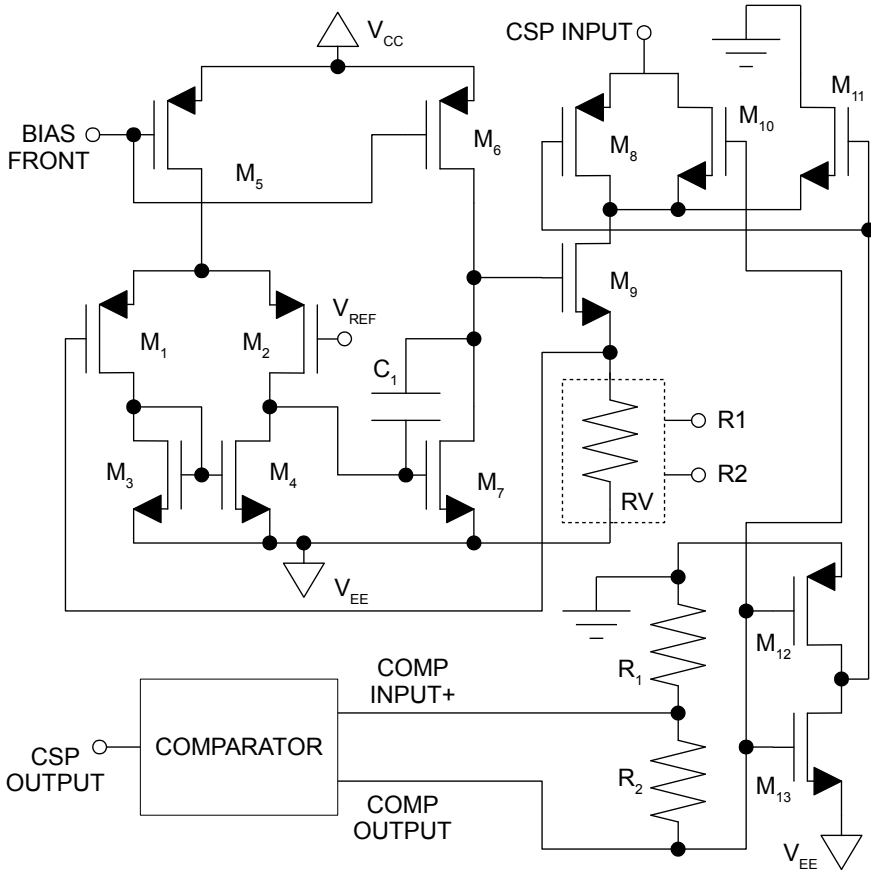 V_CC
CSP INPUT
BIAS
FRONT
M_5
M_6
M_8
M_10
M_11
M_9
M_1
M_2
V_REF
C_1
M_3
M_4
M_7
R1
R2
RV
V_EE
COMP
INPUT+
CSP
OUTPUT
COMPARATOR
COMP
OUTPUT
R_1
R_2
M_12
M_13
V_EE